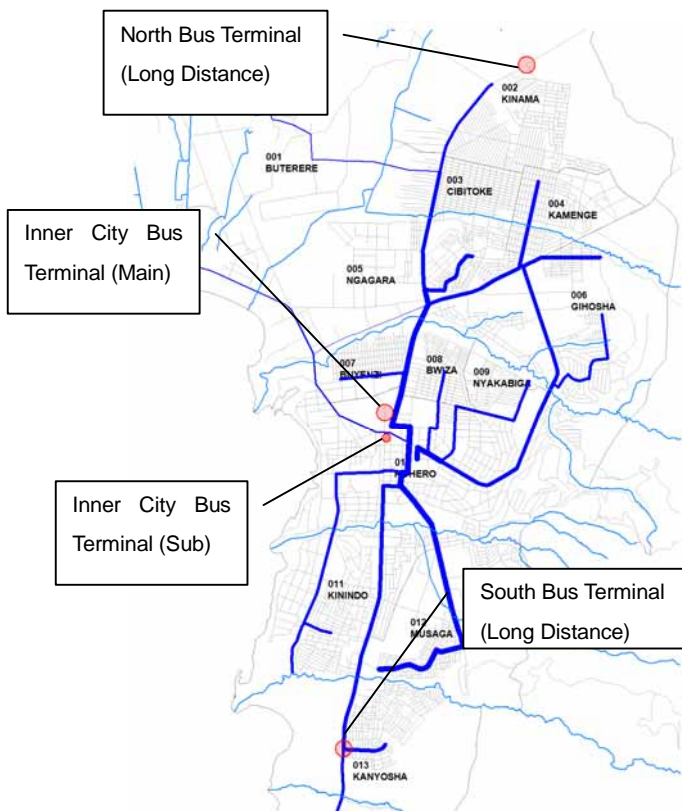 North Bus Terminal
(Long Distance)
002
KINAMA
001
BUTERERE
003
CIBITOKE
004
KAMENGE
Inner City Bus
Terminal (Main)
005
NGAGARA
006
GIHOSHA
007
BUYENZI
008
BWIZA
009
NYAKABIGA
Inner City Bus
Terminal (Sub)
011
KININDO
South Bus Terminal
(Long Distance)
012
MUSAGA
013
KANYOSHA